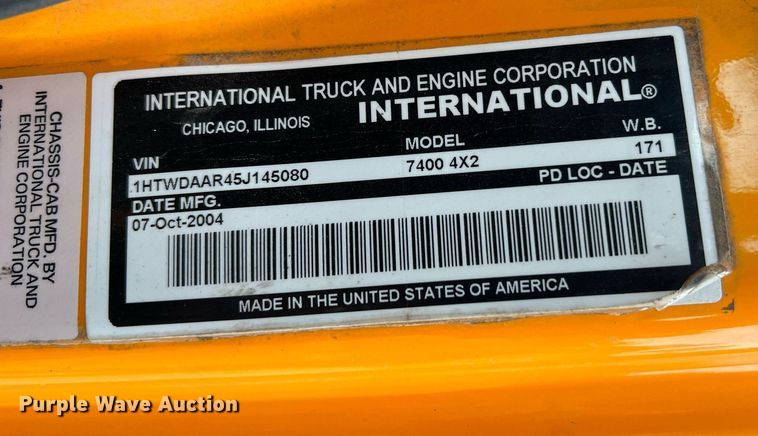 INTERNATIONAL TRUCK AND ENGINE CORPORATION
CHICAGO, ILLINOIS INTERNATIONAL®
VIN MODEL W.B.
1HTWDAAR45J145080 7400 4X2 171
DATE MFG. PD LOC - DATE
07-Oct-2004
MADE IN THE UNITED STATES OF AMERICA
CHASSIS-CAB MFD. BY
INTERNATIONAL TRUCK AND
ENGINE CORPORATION
Purple Wave Auction